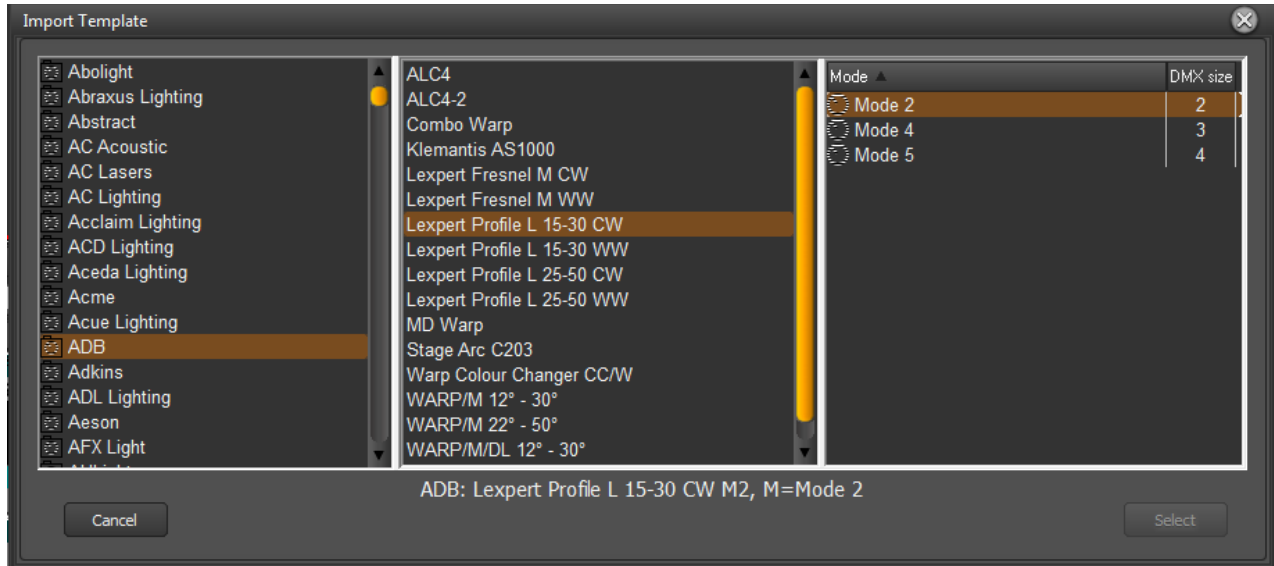 Import Template
Abolight
Abraxus Lighting
Abstract
AC Acoustic
AC Lasers
AC Lighting
Acclaim Lighting
ACD Lighting
Aceda Lighting
Acme
Acue Lighting
ADB
Adkins
ADL Lighting
Aeson
AFX Light
ALC4
ALC4-2
Combo Warp
Klemantis AS1000
Lexpert Fresnel M CW
Lexpert Fresnel M WW
Lexpert Profile L 15-30 CW
Lexpert Profile L 15-30 WW
Lexpert Profile L 25-50 CW
Lexpert Profile L 25-50 WW
MD Warp
Stage Arc C203
Warp Colour Changer CC/W
WARP/M 12° - 30°
WARP/M 22° - 50°
WARP/M/DL 12° - 30°
Mode DMX size
Mode 2 2
Mode 4 3
Mode 5 4
ADB: Lexpert Profile L 15-30 CW M2, M=Mode 2
Cancel
Select